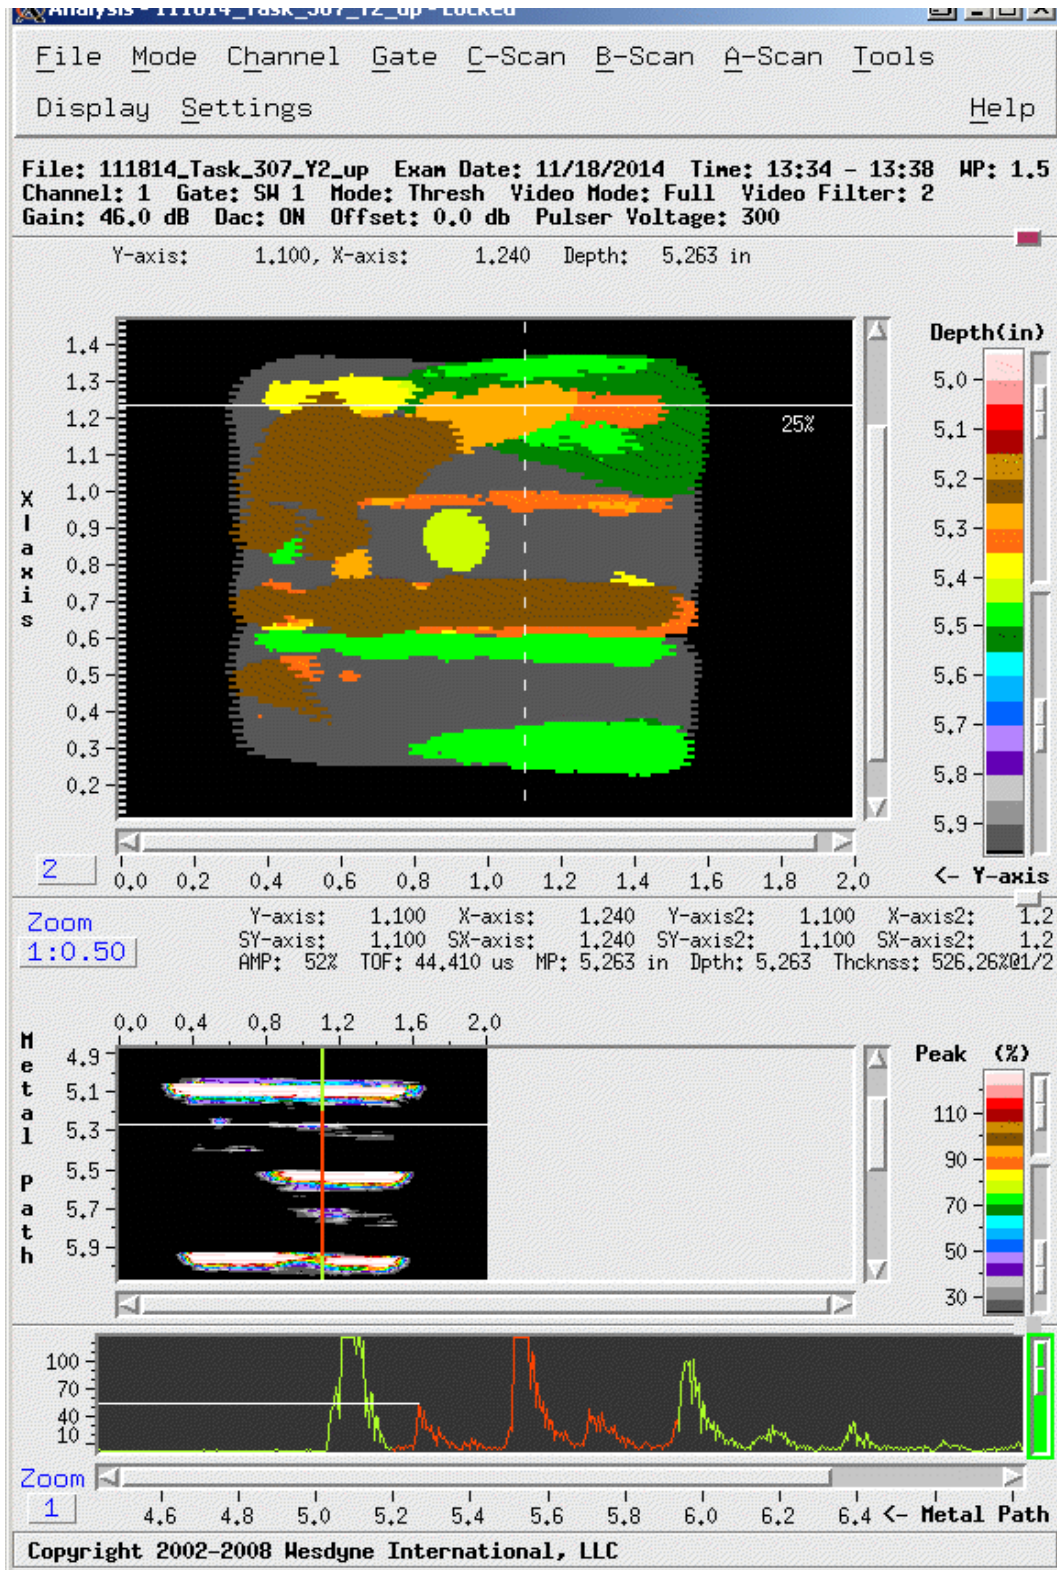 Analysis - 111814_Task_307_Y2_up - Locked
File Mode Channel Gate C-Scan B-Scan A-Scan Tools
Display Settings Help
File: 111814_Task_307_Y2_up Exam Date: 11/18/2014 Time: 13:34 - 13:38 WP: 1.5
Channel: 1 Gate: SW 1 Mode: Thresh Video Mode: Full Video Filter: 2
Gain: 46.0 dB Dac: ON Offset: 0.0 db Pulser Voltage: 300
Y-axis: 1.100, X-axis: 1.240 Depth: 5.263 in
Depth(in)
1.4
1.3
1.2
1.1
1.0
0.9
0.8
0.7
0.6
0.5
0.4
0.3
0.2
X|axis
25%
5.0
5.1
5.2
5.3
5.4
5.5
5.6
5.7
5.8
5.9
2
0.0 0.2 0.4 0.6 0.8 1.0 1.2 1.4 1.6 1.8 2.0 <- Y-axis
Zoom
1:0.50
Y-axis: 1.100 X-axis: 1.240 Y-axis2: 1.100 X-axis2: 1.2
SY-axis: 1.100 SX-axis: 1.240 SY-axis2: 1.100 SX-axis2: 1.2
AMP: 52% TOF: 44.410 us MP: 5.263 in Dpth: 5.263 Thcknss: 526.26%@1/2
0.0 0.4 0.8 1.2 1.6 2.0
Metal Path
4.9
5.1
5.3
5.5
5.7
5.9
Peak (%)
110
90
70
50
30
100
70
40
10
Zoom
1
4.6 4.8 5.0 5.2 5.4 5.6 5.8 6.0 6.2 6.4 <- Metal Path
Copyright 2002-2008 Wesdyne International, LLC